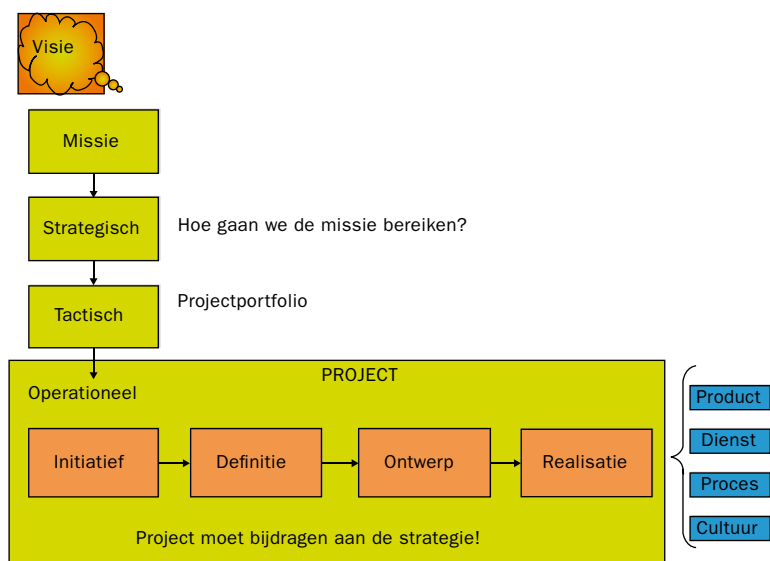 Visie
Missie
Strategisch
Hoe gaan we de missie bereiken?
Tactisch
Projectportfolio
PROJECT
Operationeel
Initiatief
Definitie
Ontwerp
Realisatie
Project moet bijdragen aan de strategie!
Product
Dienst
Proces
Cultuur